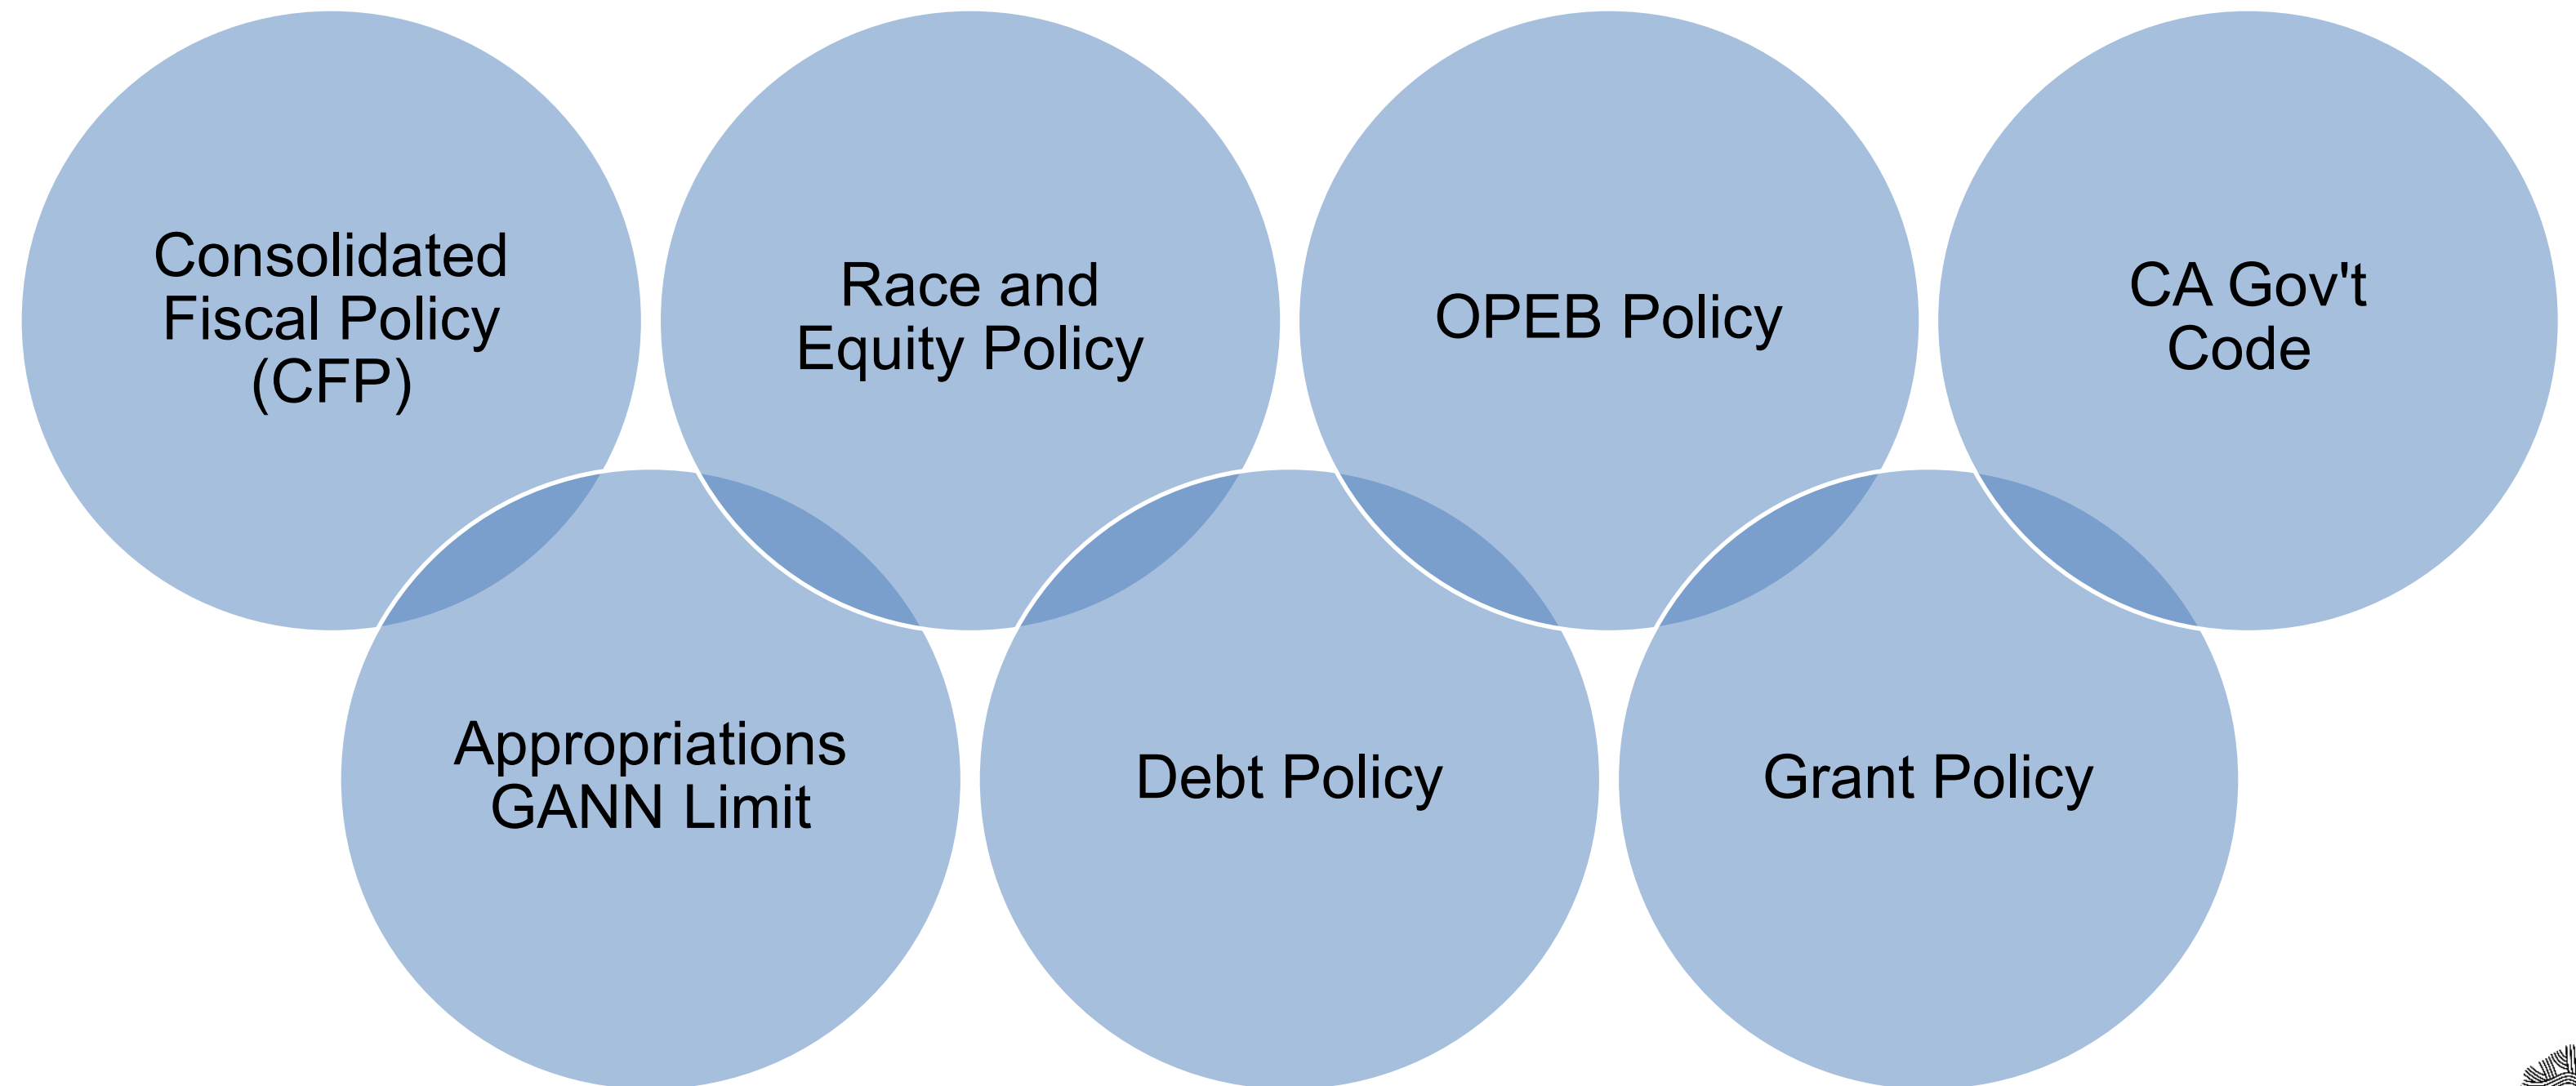 Consolidated
Fiscal Policy
(CFP)
Race and
Equity Policy
OPEB Policy
CA Gov't
Code
Appropriations
GANN Limit
Debt Policy
Grant Policy